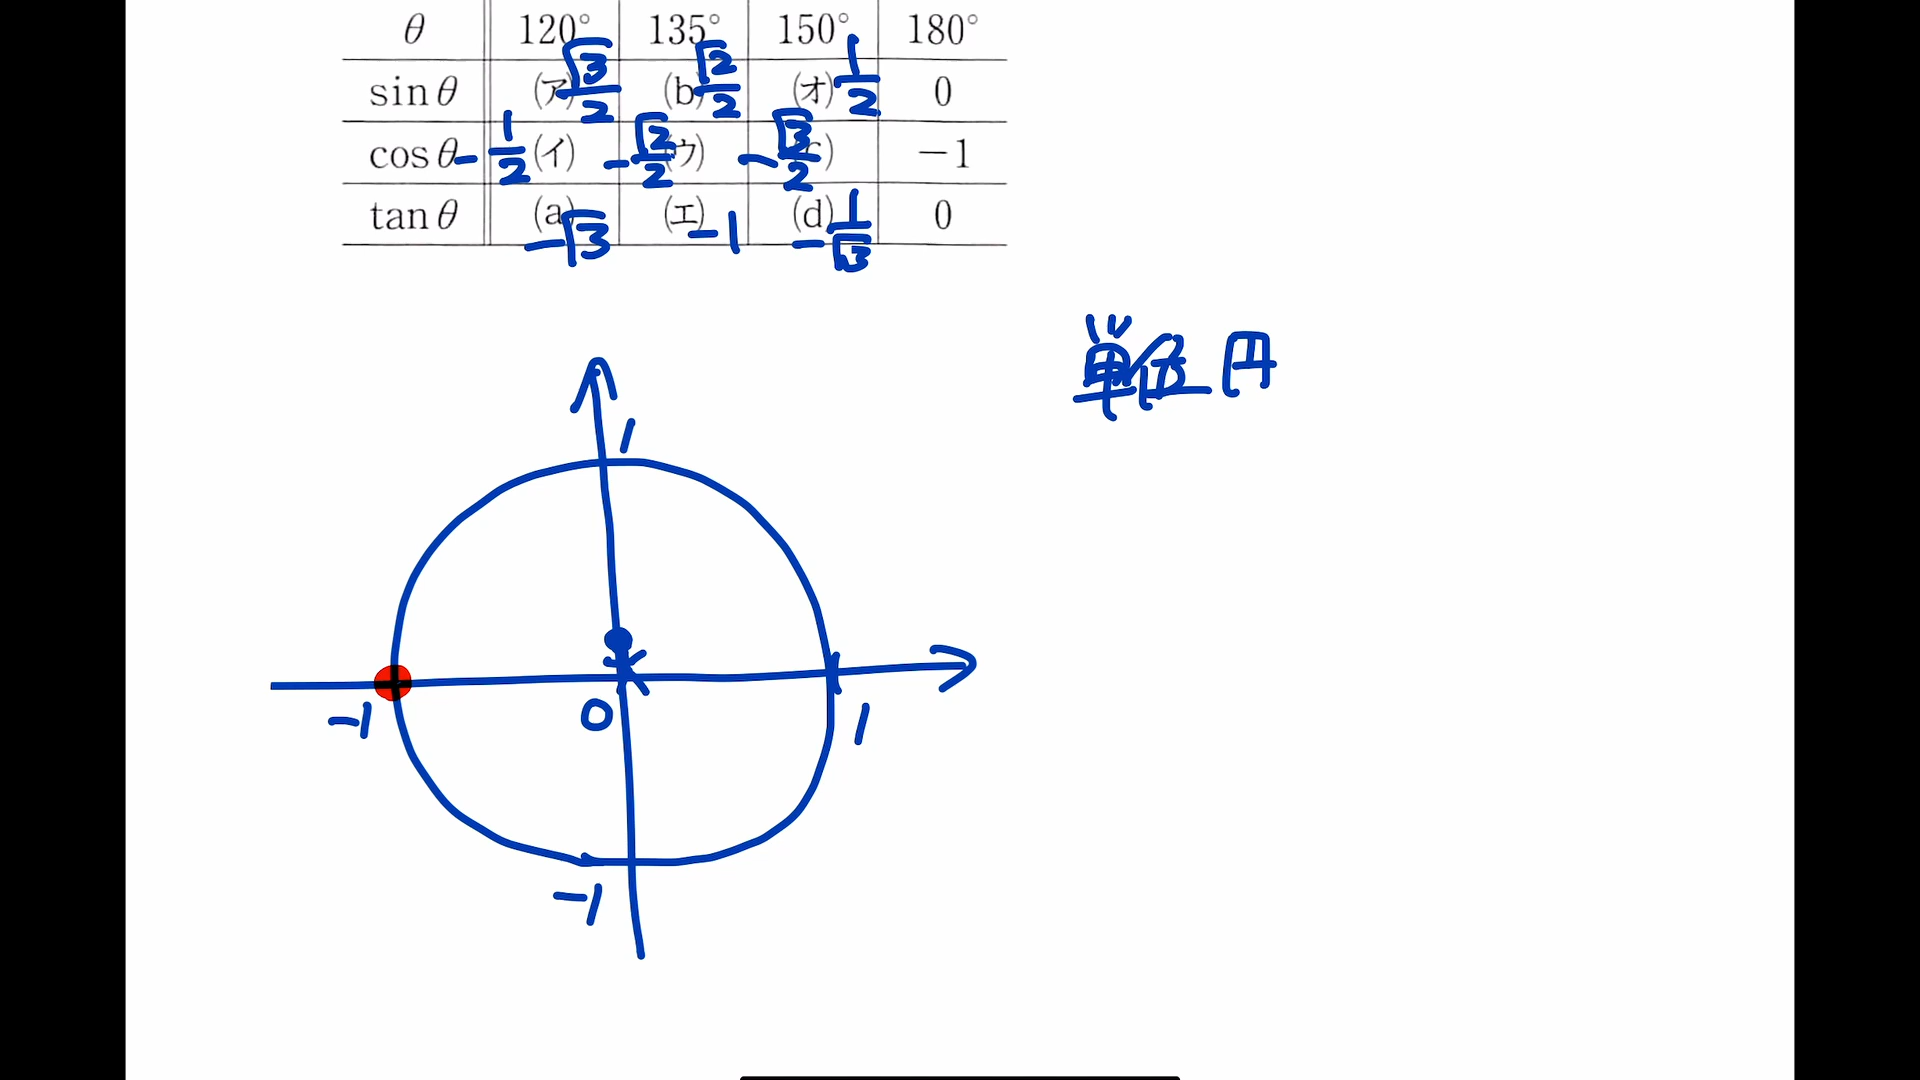 θ 120° 135° 150° 180°
sinθ (ア) √3/2 (b) √2/2 (オ) 1/2 0
cosθ -1/2 (イ) -√2/2 (ウ) -√3/2 (c) -1
tanθ (a) -√3 (エ) -1 (d) -1/√3 0
単位円
1
-1 0 1
-1